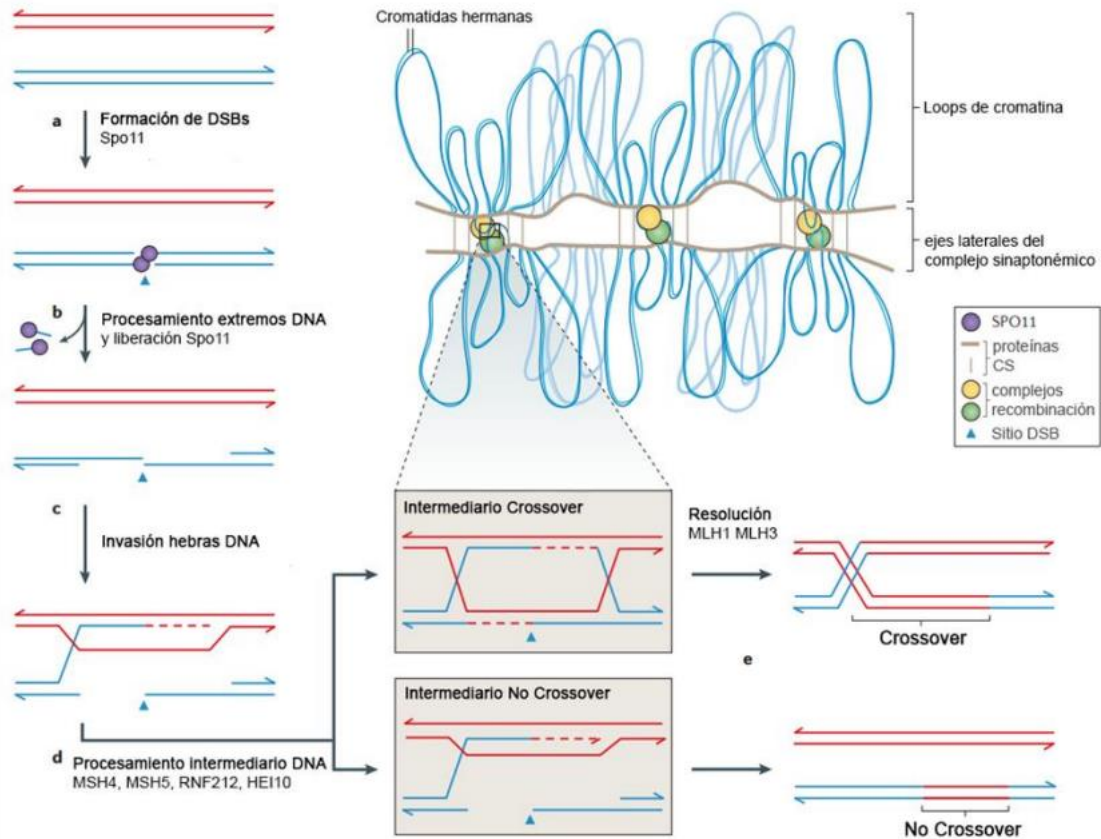 Cromatidas hermanas
Loops de cromatina
ejes laterales del
complejo sinaptonémico
a
Formación de DSBs
Spo11
b
Procesamiento extremos DNA
y liberación Spo11
c
Invasión hebras DNA
d
Procesamiento intermediario DNA
MSH4, MSH5, RNF212, HEI10
SPO11
proteínas
CS
complejos
recombinación
Sitio DSB
Intermediario Crossover
Resolución
MLH1 MLH3
Crossover
e
Intermediario No Crossover
No Crossover